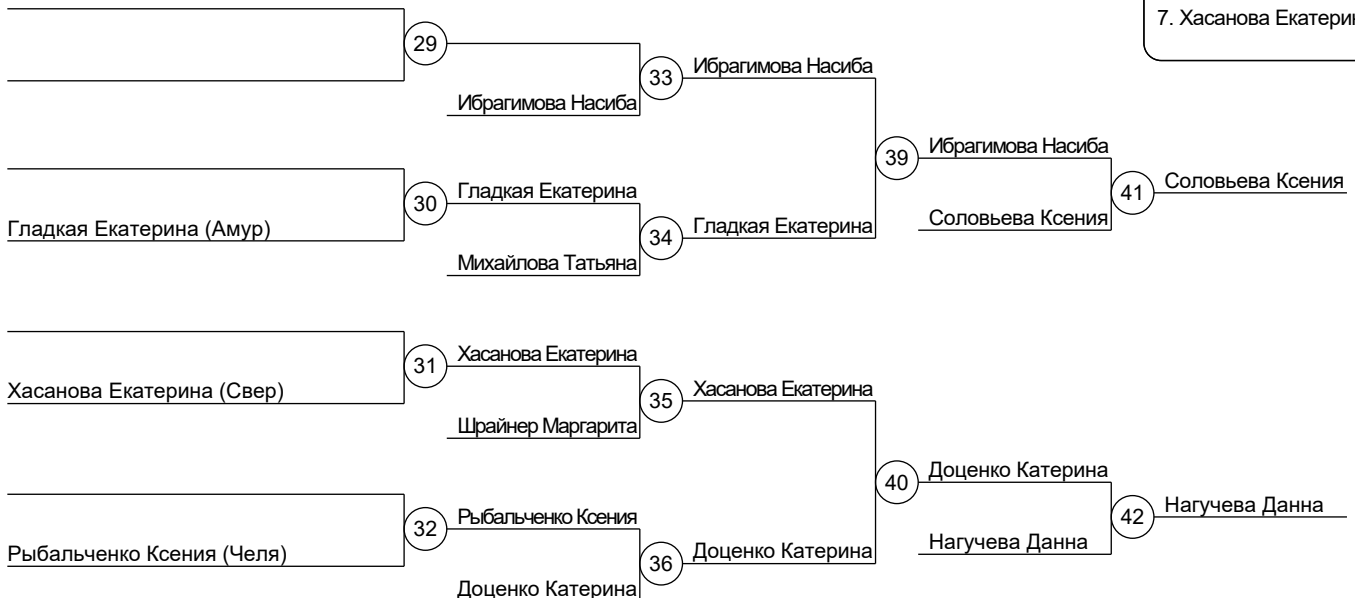 7. Хасанова Екатери
29
Ибрагимова Насиба
33
Ибрагимова Насиба
Ибрагимова Насиба
39
Соловьева Ксения
41
Гладкая Екатерина
30
Соловьева Ксения
Гладкая Екатерина (Амур)
34
Гладкая Екатерина
Михайлова Татьяна
Хасанова Екатерина
31
Хасанова Екатерина (Свер)
35
Хасанова Екатерина
Шрайнер Маргарита
Доценко Катерина
40
Нагучева Данна
42
Рыбальченко Ксения
32
Нагучева Данна
Рыбальченко Ксения (Челя)
36
Доценко Катерина
Доценко Катерина